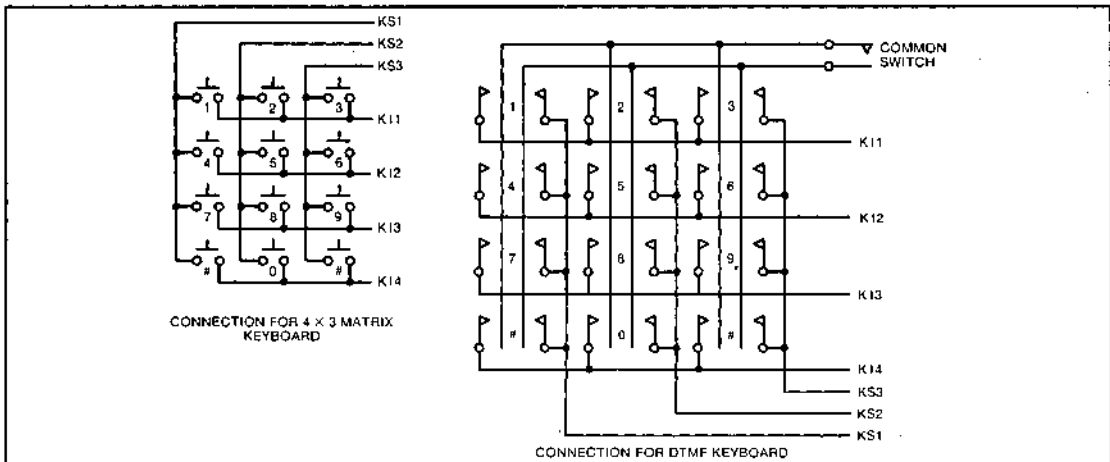 KS1
KS2
KS3
1 2 3
KI1
4 5 6
KI2
7 8 9
KI3
# 0 #
KI4
CONNECTION FOR 4 X 3 MATRIX
KEYBOARD
COMMON
SWITCH
1 2 3
KI1
4 5 6
KI2
7 8 9
KI3
# 0 #
KI4
KS3
KS2
KS1
CONNECTION FOR DTMF KEYBOARD